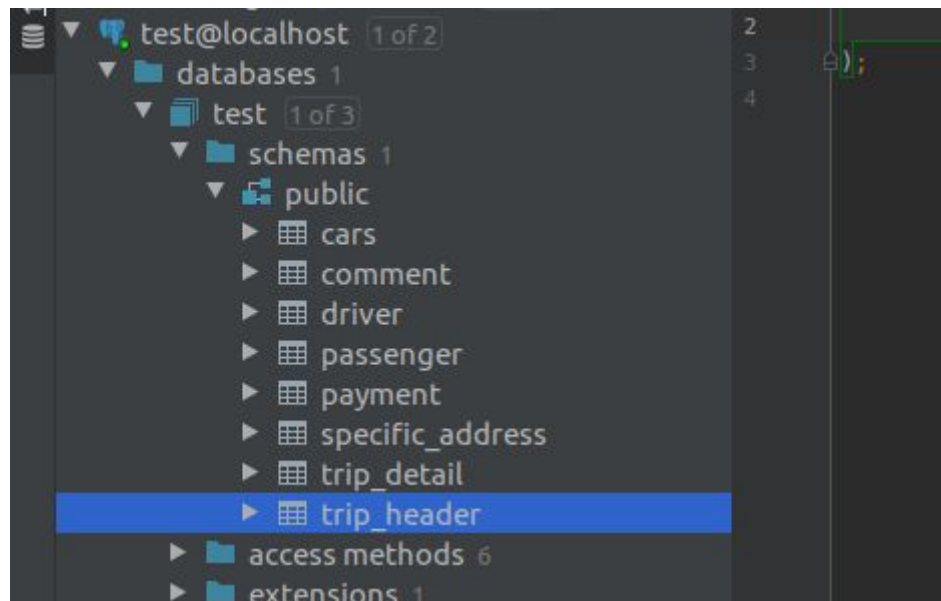 test@localhost 1 of 2
databases 1
test 1 of 3
schemas 1
public
cars
comment
driver
passenger
payment
specific_address
trip_detail
trip_header
access methods 6
extensions 1
2
3 );
4